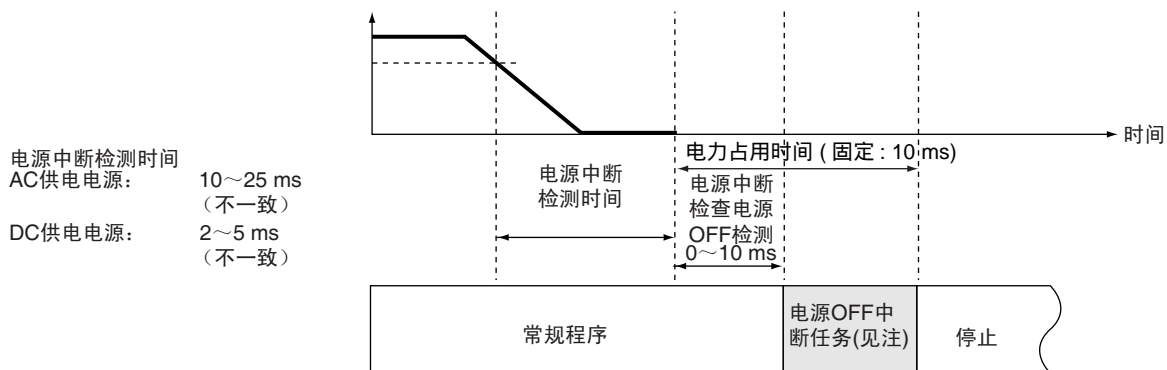 时间
电源中断检测时间
AC供电电源： 10～25 ms
（不一致）
DC供电电源： 2～5 ms
（不一致）
电源中断
检测时间
电力占用时间 ( 固定 : 10 ms)
电源中断
检查电源
OFF检测
0～10 ms
常规程序
电源OFF中
断任务(见注)
停止